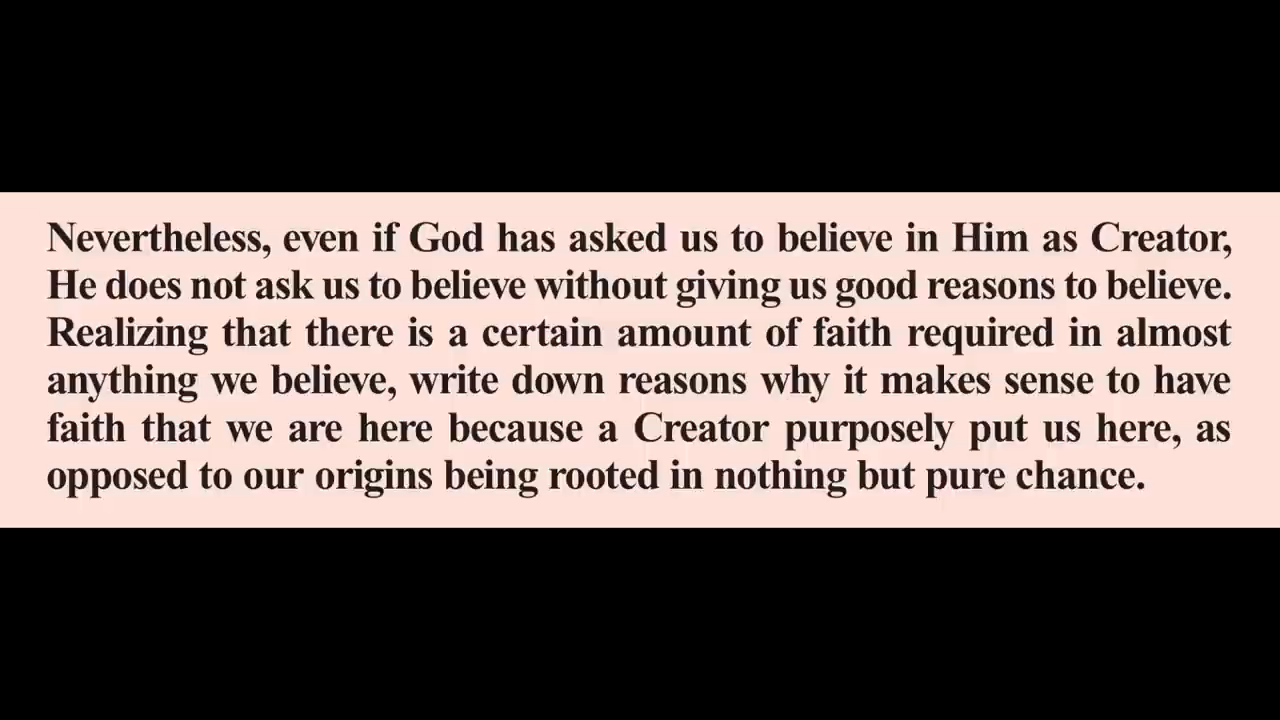 Nevertheless, even if God has asked us to believe in Him as Creator,
He does not ask us to believe without giving us good reasons to believe.
Realizing that there is a certain amount of faith required in almost
anything we believe, write down reasons why it makes sense to have
faith that we are here because a Creator purposely put us here, as
opposed to our origins being rooted in nothing but pure chance.